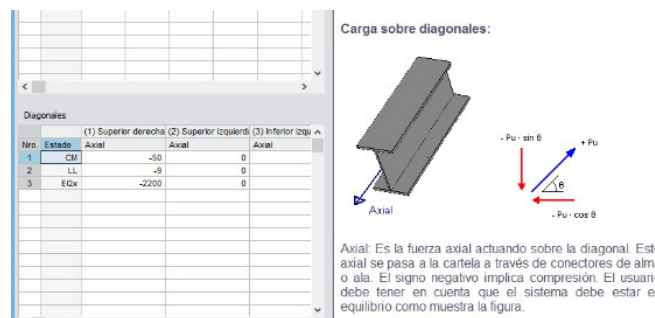 Carga sobre diagonales:
Diagonales
(1) Superior derecha (2) Superior izquierd (3) Inferior izqu
Nro. Estado Axial Axial Axial
1 CM -50 0
2 LL -9 0
3 EQx -2200 0
- Pu · sin θ
+ Pu
θ
- Pu · cos θ
Axial
Axial: Es la fuerza axial actuando sobre la diagonal. Est
axial se pasa a la cartela a través de conectores de alm
o ala. El signo negativo implica compresión. El usuari
debe tener en cuenta que el sistema debe estar e
equilibrio como muestra la figura.